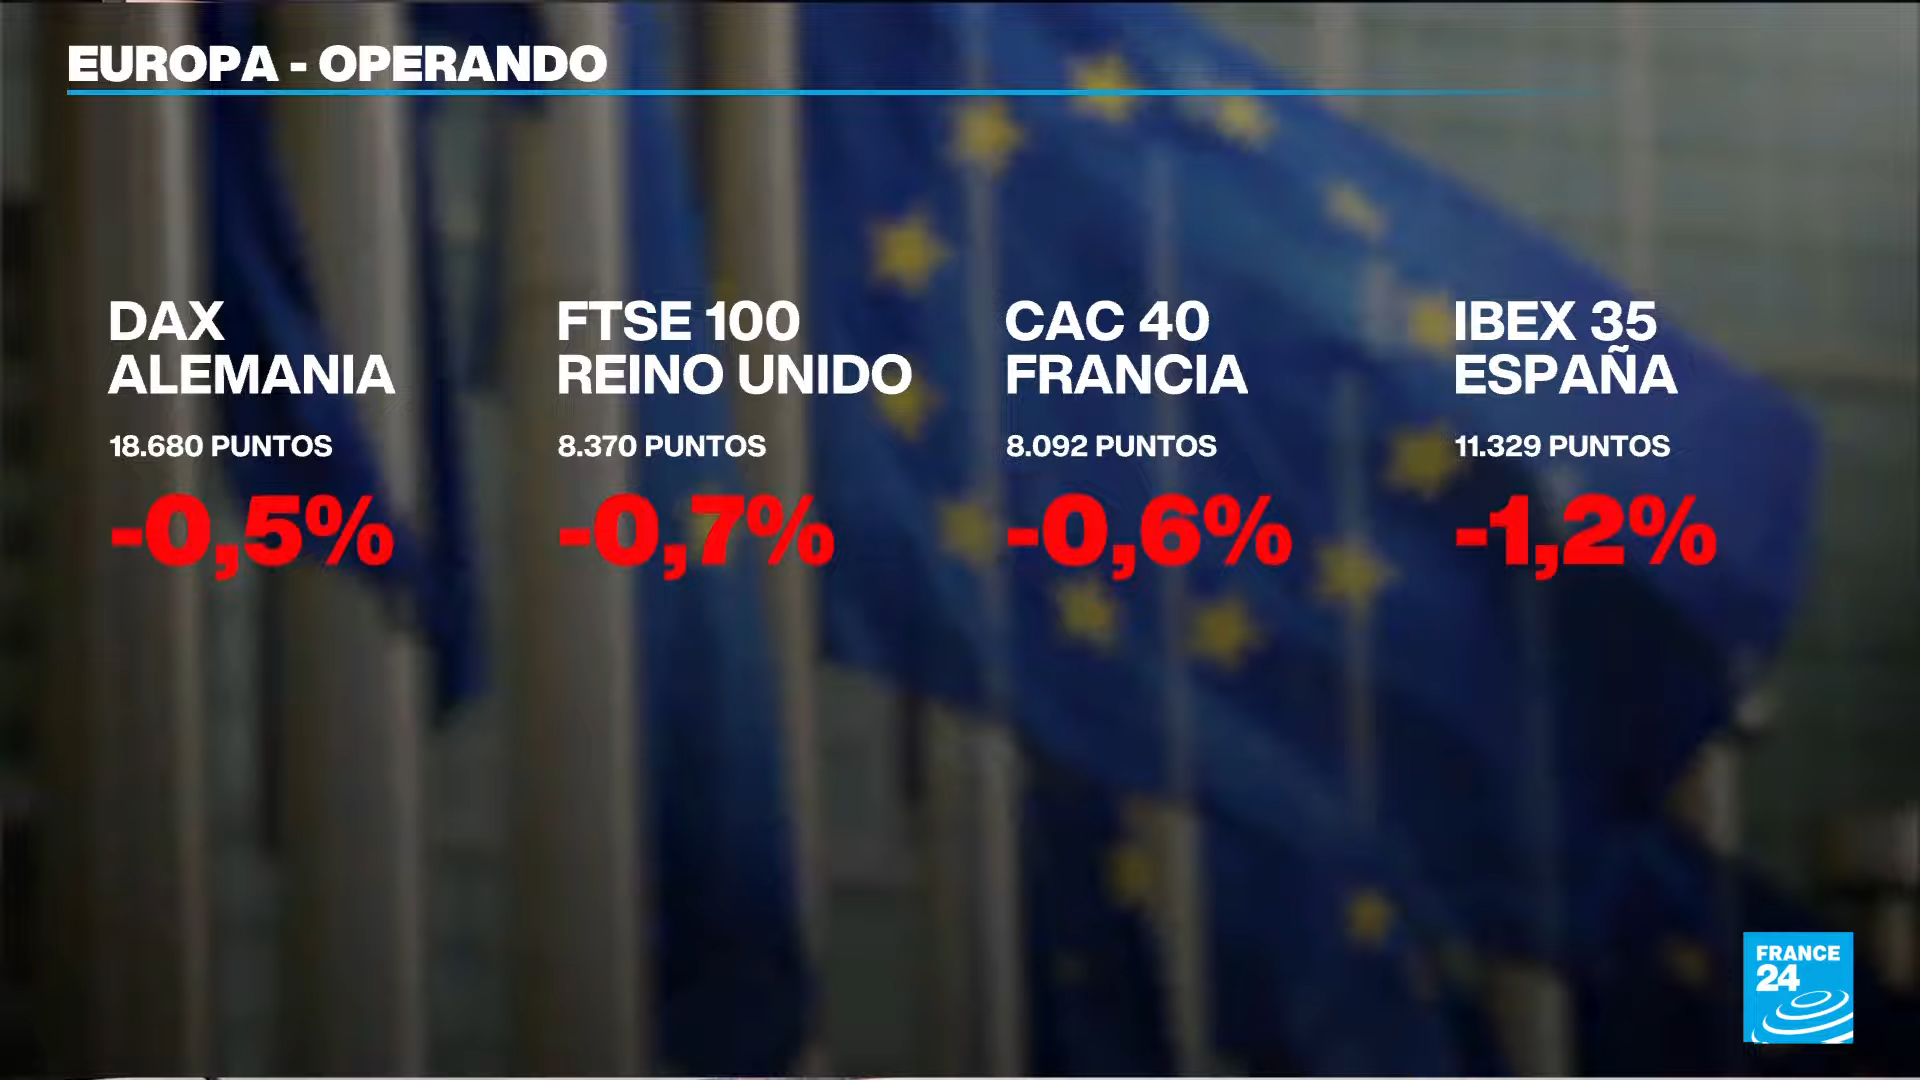 EUROPA - OPERANDO
DAX
ALEMANIA
18.680 PUNTOS
-0,5%
FTSE 100
REINO UNIDO
8.370 PUNTOS
-0,7%
CAC 40
FRANCIA
8.092 PUNTOS
-0,6%
IBEX 35
ESPAÑA
11.329 PUNTOS
-1,2%
FRANCE
24